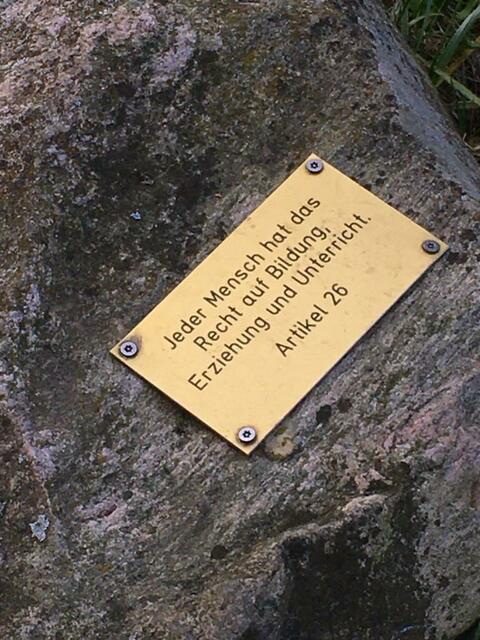 Jeder Mensch hat das
Recht auf Bildung,
Erziehung und Unterricht.
Artikel 26